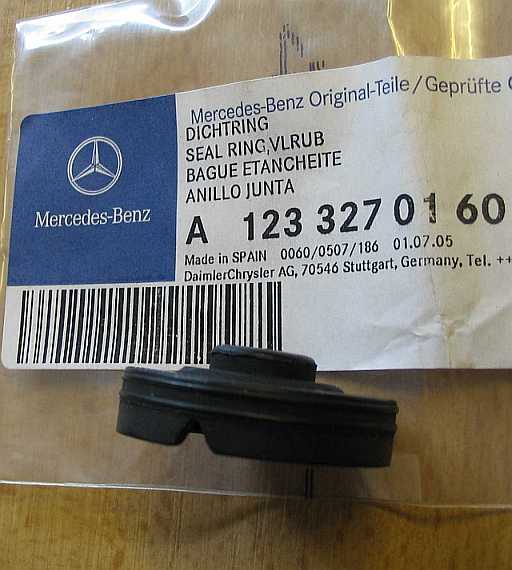 Mercedes-Benz Original-Teile/Geprüfte
DICHTRING
SEAL RING,VLRUB
BAGUE ETANCHEITE
ANILLO JUNTA
Mercedes-Benz
A 123 327 01 60
Made in SPAIN 0060/0507/186 01.07.05
DaimlerChrysler AG, 70546 Stuttgart, Germany, Tel. ++